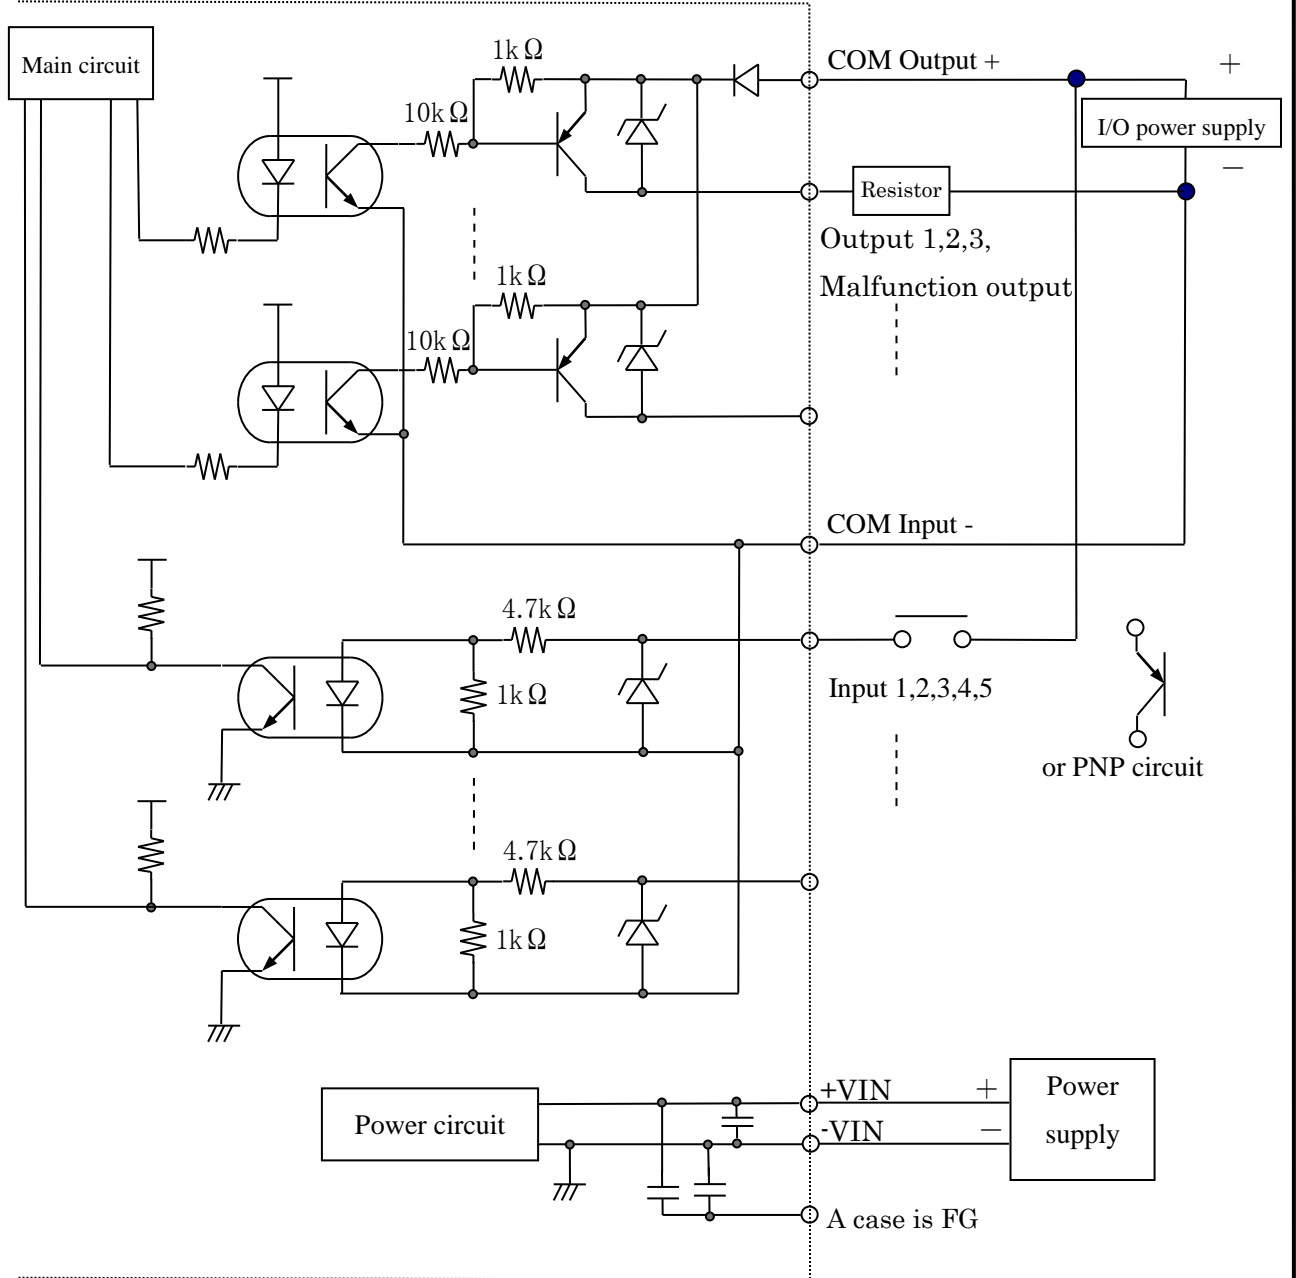 Main circuit
1kΩ
COM Output +
+
10kΩ
I/O power supply
−
Resistor
Output 1,2,3,
1kΩ
Malfunction output
10kΩ
COM Input -
4.7kΩ
1kΩ
Input 1,2,3,4,5
or PNP circuit
4.7kΩ
1kΩ
+VIN
+
Power
supply
Power circuit
-VIN
−
A case is FG